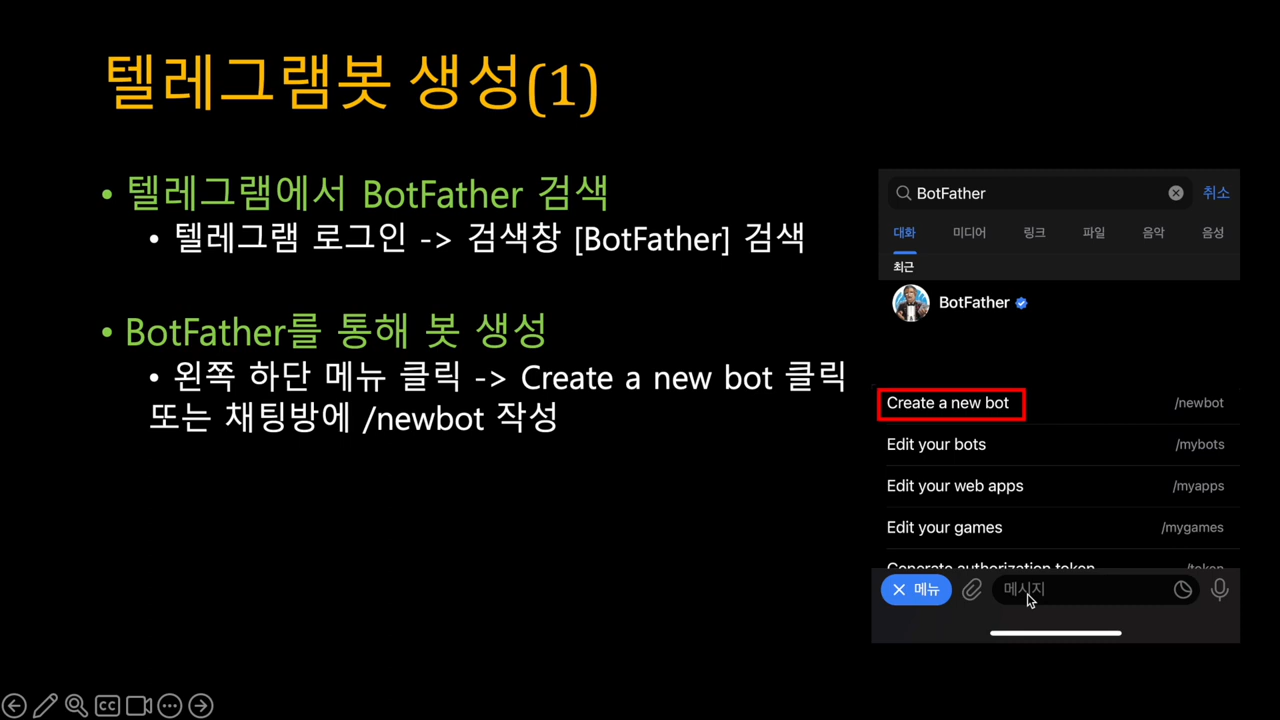 텔레그램봇 생성(1)
• 텔레그램에서 BotFather 검색
• 텔레그램 로그인 -> 검색창 [BotFather] 검색
• BotFather를 통해 봇 생성
• 왼쪽 하단 메뉴 클릭 -> Create a new bot 클릭
또는 채팅방에 /newbot 작성
BotFather 취소
대화 미디어 링크 파일 음악 음성
최근
BotFather
Create a new bot /newbot
Edit your bots /mybots
Edit your web apps /myapps
Edit your games /mygames
Generate authorization token /token
메뉴 메시지
CC